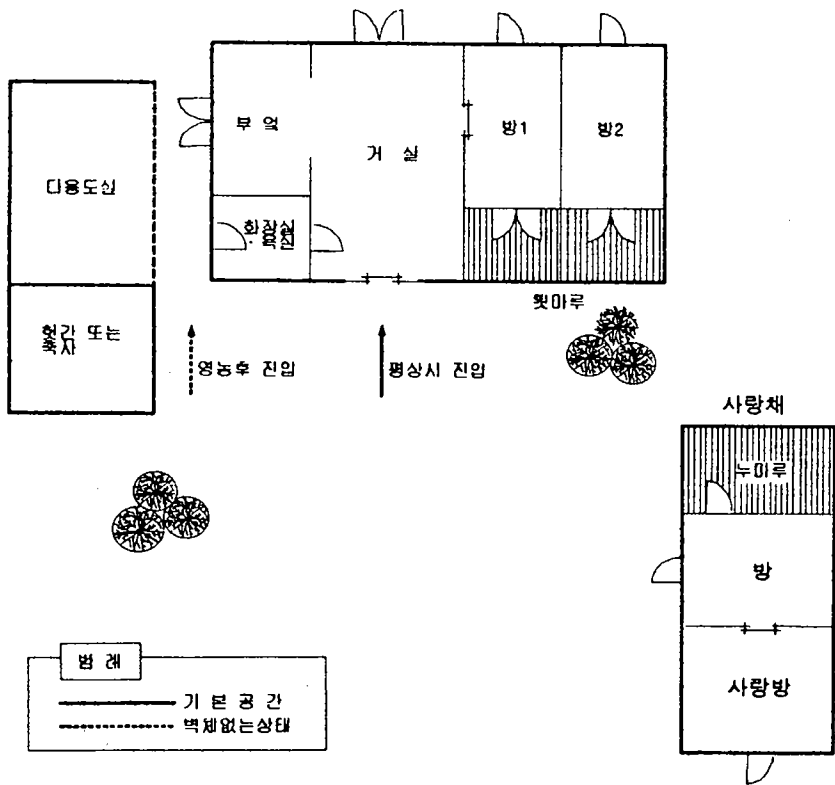 부 엌
거 실
방1
방2
다용도실
화장실
·욕실
툇마루
헛간 또는
축사
영농후 진입
평상시 진입
사랑채
누마루
방
사랑방
범 례
기 본 공 간
벽체없는상태